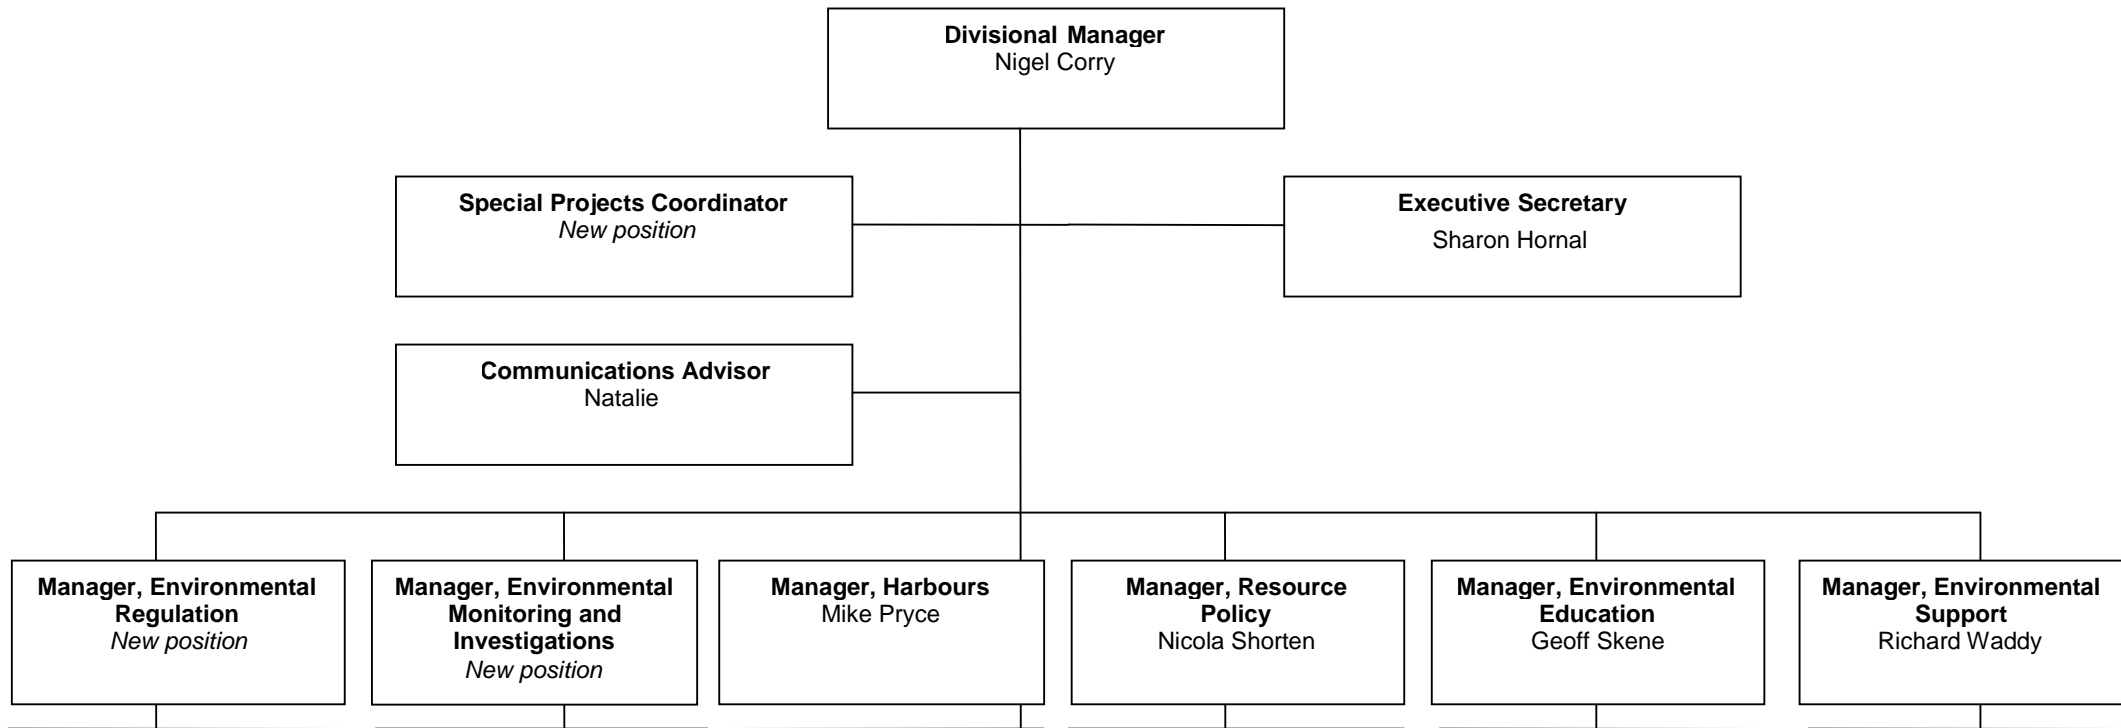 Divisional Manager
Nigel Corry
Special Projects Coordinator
New position
Executive Secretary
Sharon Hornal
Communications Advisor
Natalie
Manager, Environmental
Regulation
New position
Manager, Environmental
Monitoring and
Investigations
New position
Manager, Harbours
Mike Pryce
Manager, Resource
Policy
Nicola Shorten
Manager, Environmental
Education
Geoff Skene
Manager, Environmental
Support
Richard Waddy